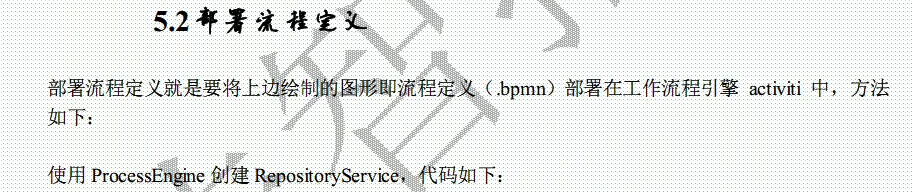 5.2部署流程定义
部署流程定义就是要将上边绘制的图形即流程定义（.bpmn）部署在工作流程引擎 activiti 中，方法
如下：
使用 ProcessEngine 创建 RepositoryService，代码如下：